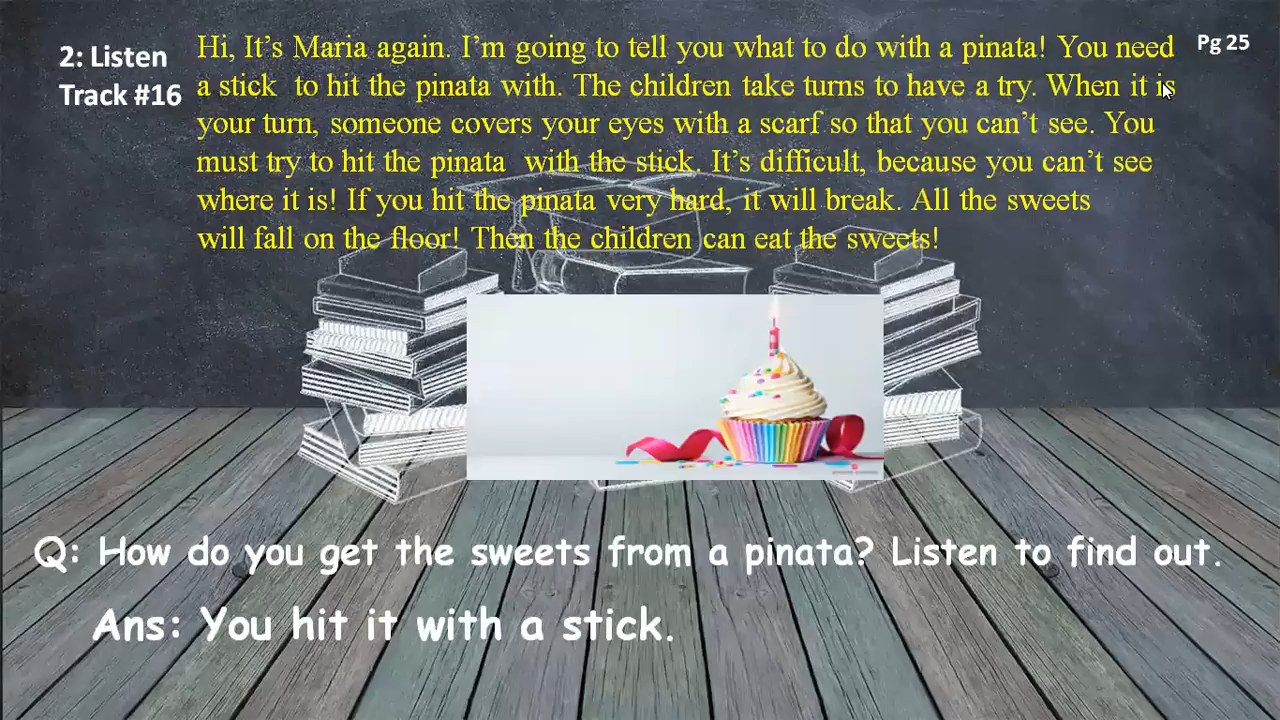 2: Listen
Track #16
Hi, It's Maria again. I'm going to tell you what to do with a pinata! You need
a stick to hit the pinata with. The children take turns to have a try. When it is
your turn, someone covers your eyes with a scarf so that you can't see. You
must try to hit the pinata with the stick. It's difficult, because you can't see
where it is! If you hit the pinata very hard, it will break. All the sweets
will fall on the floor! Then the children can eat the sweets!
Pg 25
Q: How do you get the sweets from a pinata? Listen to find out.
Ans: You hit it with a stick.